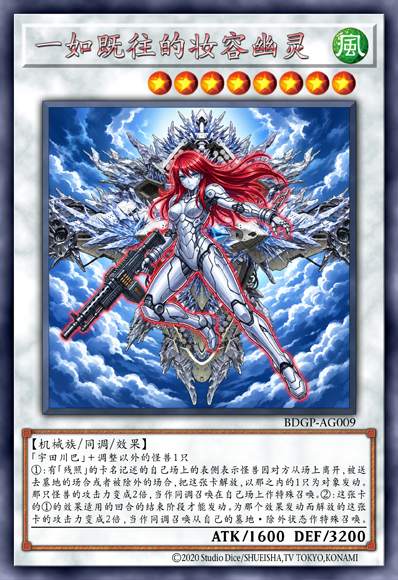 一如既往的妆容幽灵
風
BDGP-AG009
【机械族/同调/效果】
「宇田川巴」+调整以外的怪兽1只
①:有「残照」的卡名记述的自己场上的表侧表示怪兽因对方从场上离开,被送
去墓地的场合或者被除外的场合,把这张卡解放,以那之内的1只为对象才能发动。
那只怪兽的攻击力变成2倍,当作同调召唤在自己场上作特殊召唤。②:这张卡
的①的效果适用的回合的结束阶段才能发动。为那个效果发动而解放的这张
卡的攻击力变成2倍,当作同调召唤从自己的墓地·除外状态作特殊召唤。
ATK/1600 DEF/3200
©2020 Studio Dice/SHUEISHA,TV TOKYO,KONAMI